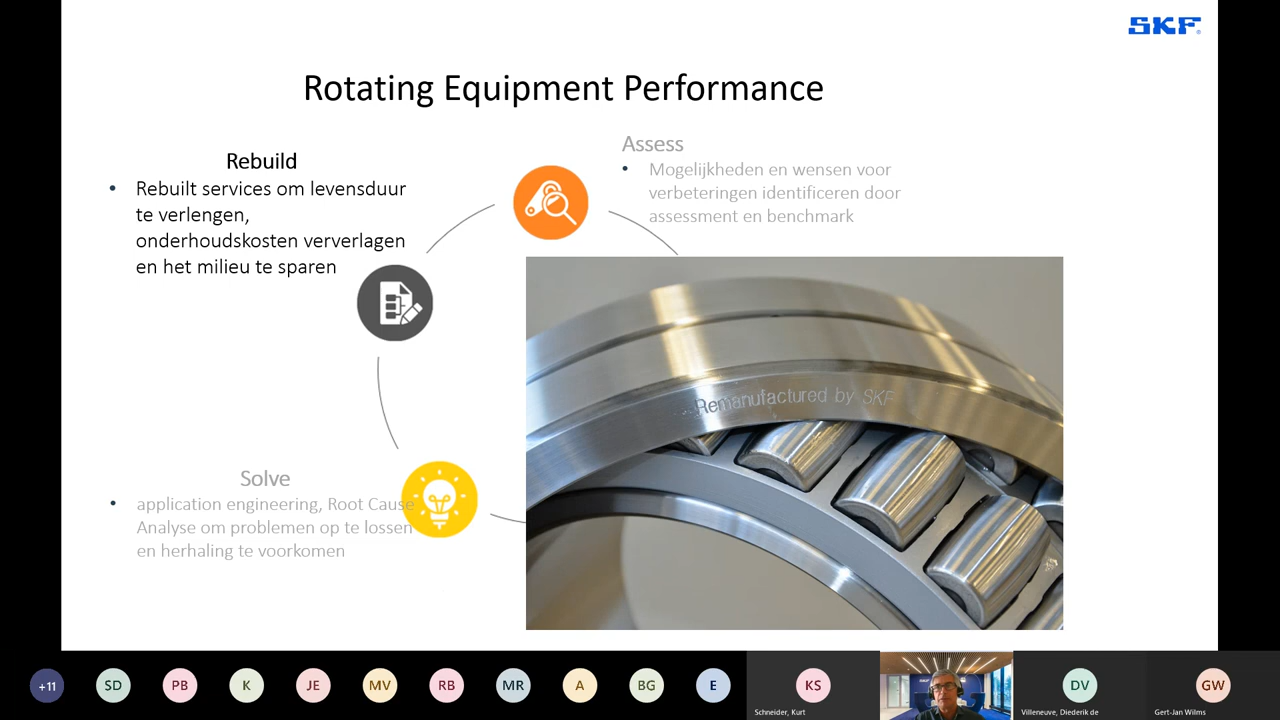 SKF
Rotating Equipment Performance
Rebuild
• Rebuilt services om levensduur
te verlengen,
onderhoudskosten ververlagen
en het milieu te sparen
Assess
• Mogelijkheden en wensen voor
verbeteringen identificeren door
assessment en benchmark
Remanufactured by SKF
Solve
• application engineering, Root Cause
Analyse om problemen op te lossen
en herhaling te voorkomen
+11
SD
PB
K
JE
MV
RB
MR
A
BG
E
KS
Schneider, Kurt
SKF
DV
Villeneuve, Diederik de
GW
Gert-Jan Wilms